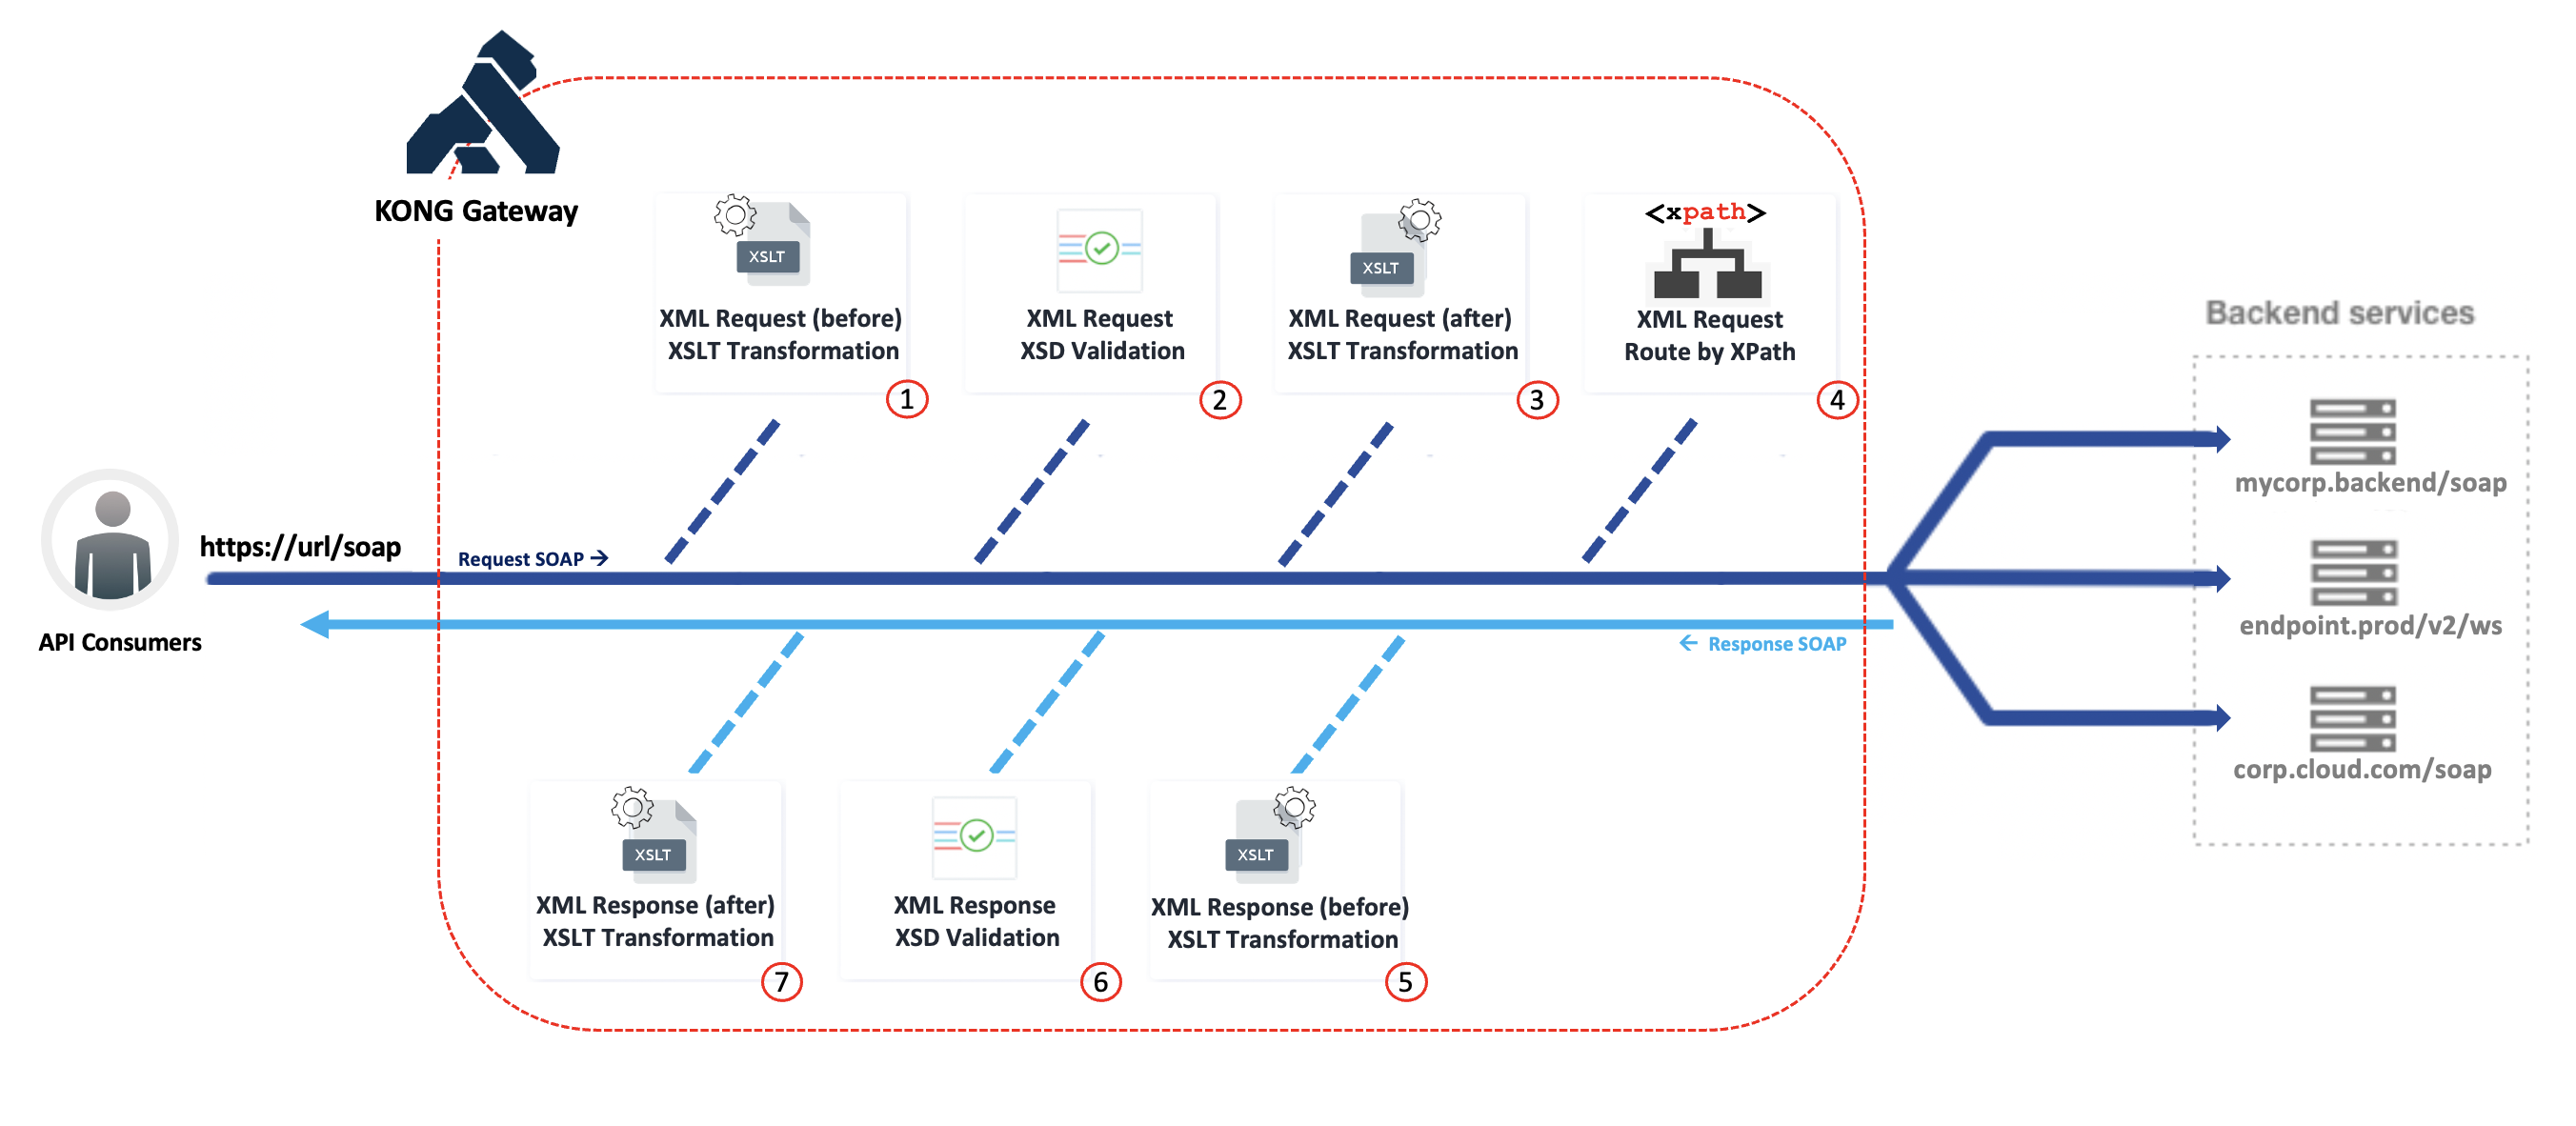 KONG Gateway
XSLT
XML Request (before)
XSLT Transformation
1
XML Request
XSD Validation
2
XSLT
XML Request (after)
XSLT Transformation
3
<xpath>
XML Request
Route by XPath
4
Backend services
mycorp.backend/soap
endpoint.prod/v2/ws
corp.cloud.com/soap
https://url/soap
API Consumers
Request SOAP →
← Response SOAP
XSLT
XML Response (after)
XSLT Transformation
7
XML Response
XSD Validation
6
XSLT
XML Response (before)
XSLT Transformation
5